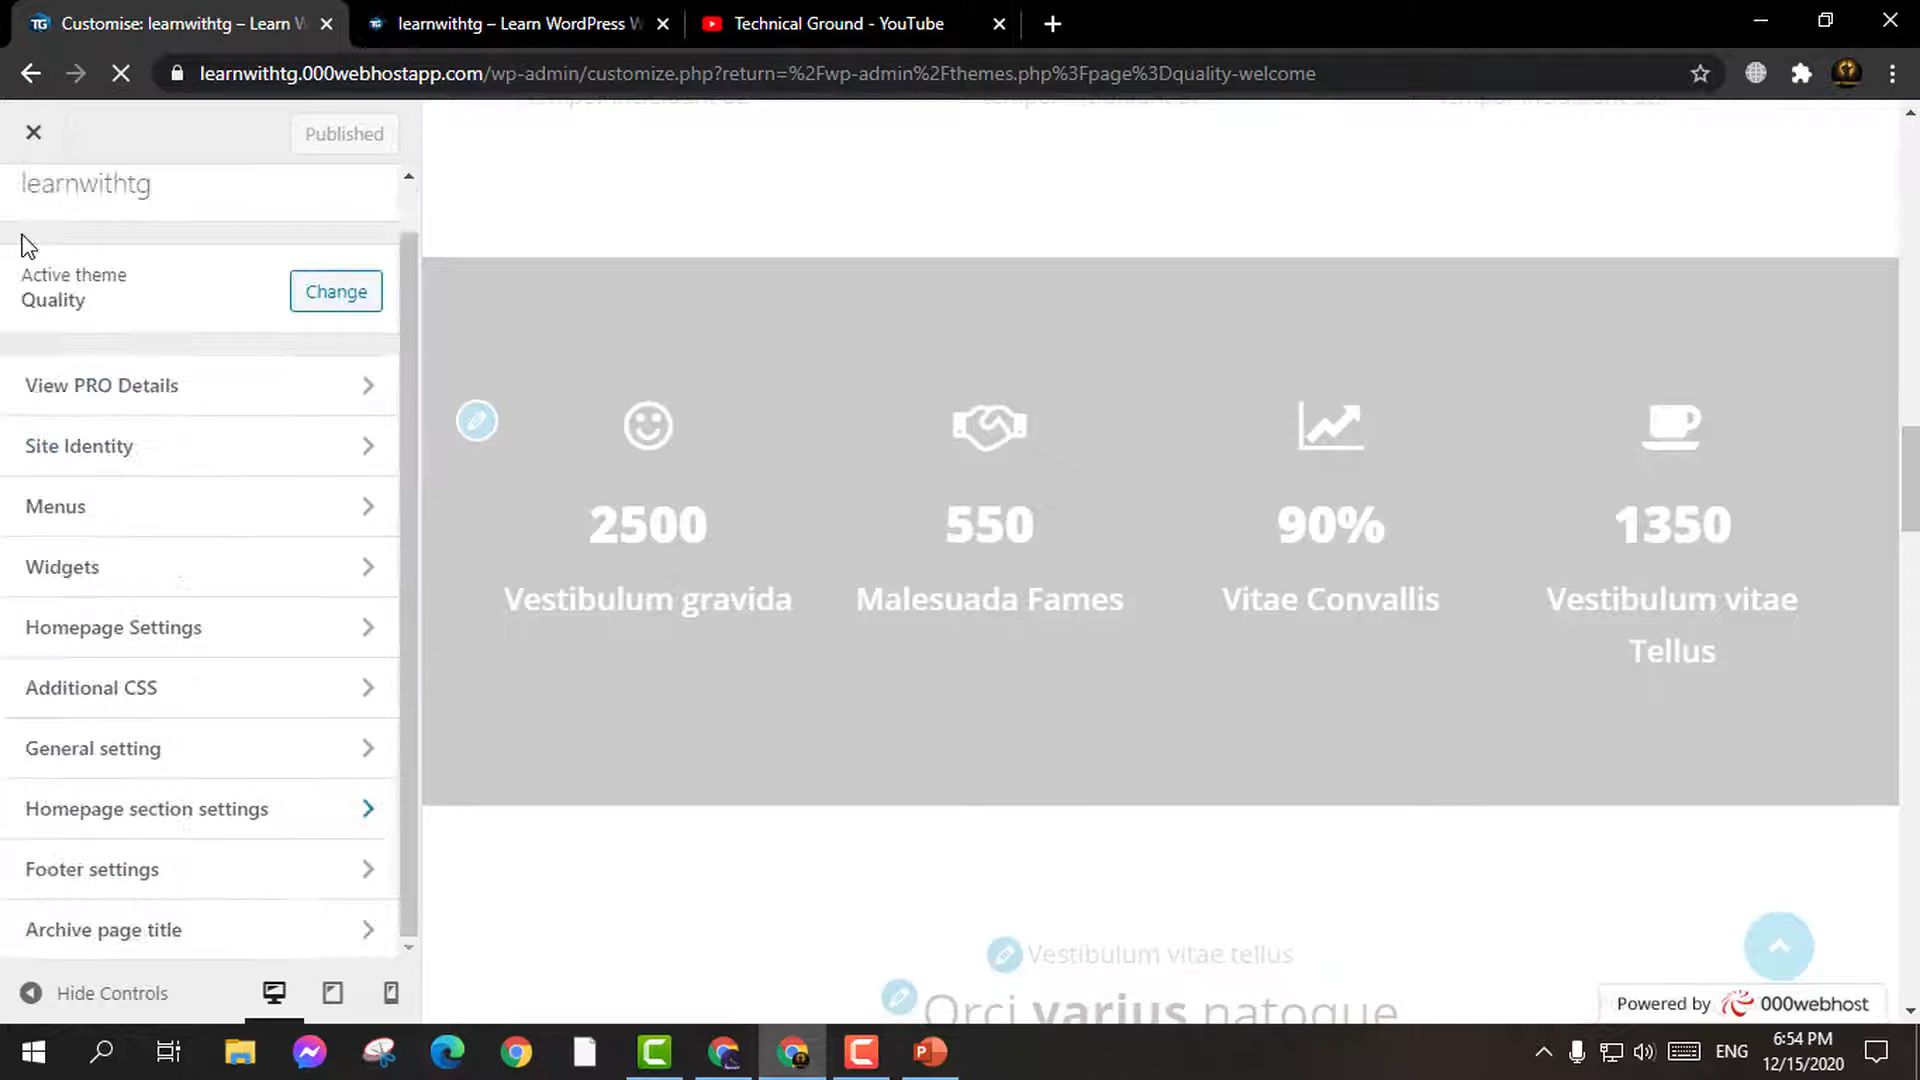 Customise: learnwithtg – Learn W
learnwithtg – Learn WordPress W
Technical Ground - YouTube
learnwithtg.000webhostapp.com/wp-admin/customize.php?return=%2Fwp-admin%2Fthemes.php%3Fpage%3Dquality-welcome
Published
learnwithtg
Active theme
Quality
Change
View PRO Details
Site Identity
Menus
Widgets
Homepage Settings
Additional CSS
General setting
Homepage section settings
Footer settings
Archive page title
Hide Controls
2500
550
90%
1350
Vestibulum gravida
Malesuada Fames
Vitae Convallis
Vestibulum vitae
Tellus
Vestibulum vitae tellus
Orci varius natoque
Powered by 000webhost
ENG
6:54 PM
12/15/2020